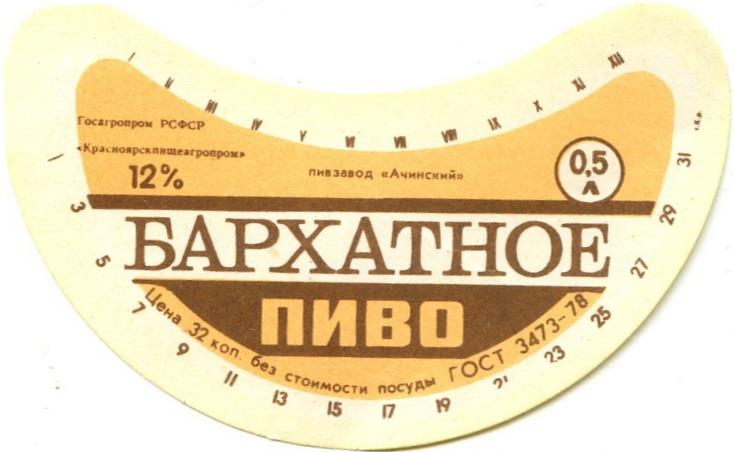 I II III IV V VI VII VIII IX X XI XII
Госагропром РСФСР
«Красноярскпищеагропром»
12%
пивзавод «Ачинский»
0,5
л
БАРХАТНОЕ
ПИВО
Цена 32 коп. без стоимости посуды ГОСТ 3473-78
1 3 5 7 9 11 13 15 17 19 21 23 25 27 29 31